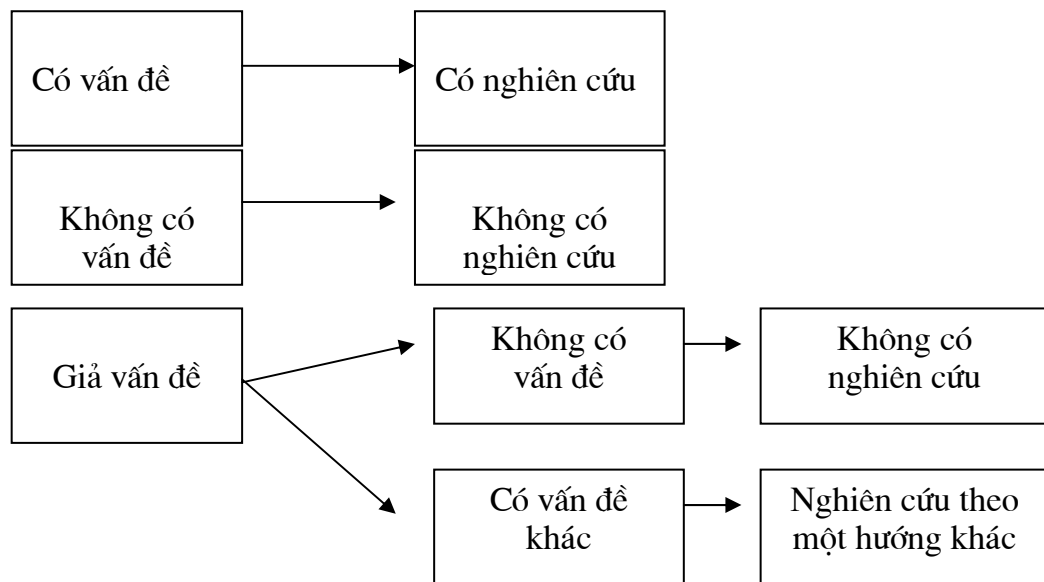 Có vấn đề
Có nghiên cứu
Không có
vấn đề
Không có
nghiên cứu
Giả vấn đề
Không có
vấn đề
Không có
nghiên cứu
Có vấn đề
khác
Nghiên cứu theo
một hướng khác